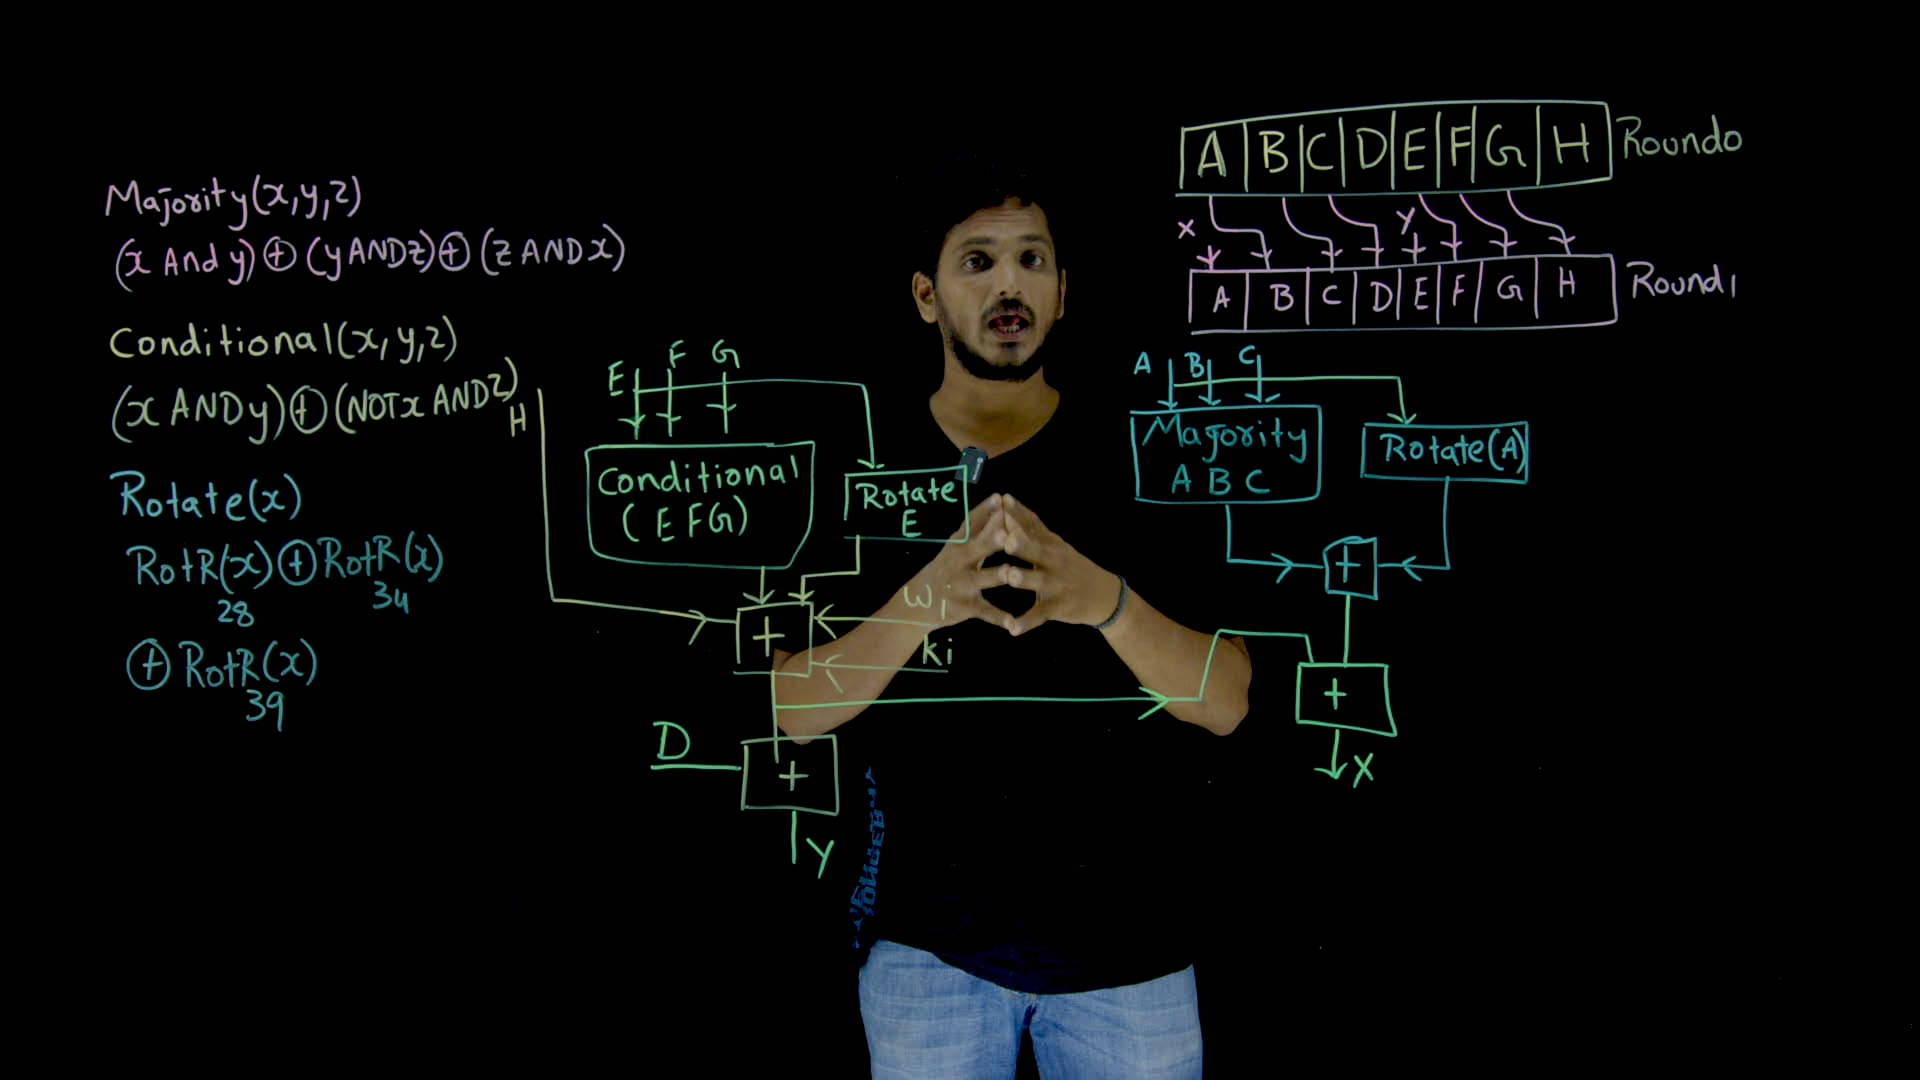 Majority(x,y,z)
(x And y) ⊕ (y AND z) ⊕ (z AND x)
Conditional(x,y,z)
(x AND y) ⊕ (NOT x AND z)
Rotate(x)
RotR(x) ⊕ RotR(x)
28 34
⊕ RotR(x)
39
H
E F G
Conditional
(E F G)
Rotate
E
+
Wi
Ki
D
+
Y
A B C D E F G H Round0
X Y
A B C D E F G H Round1
A B C
Majority
A B C
Rotate(A)
+
+
X